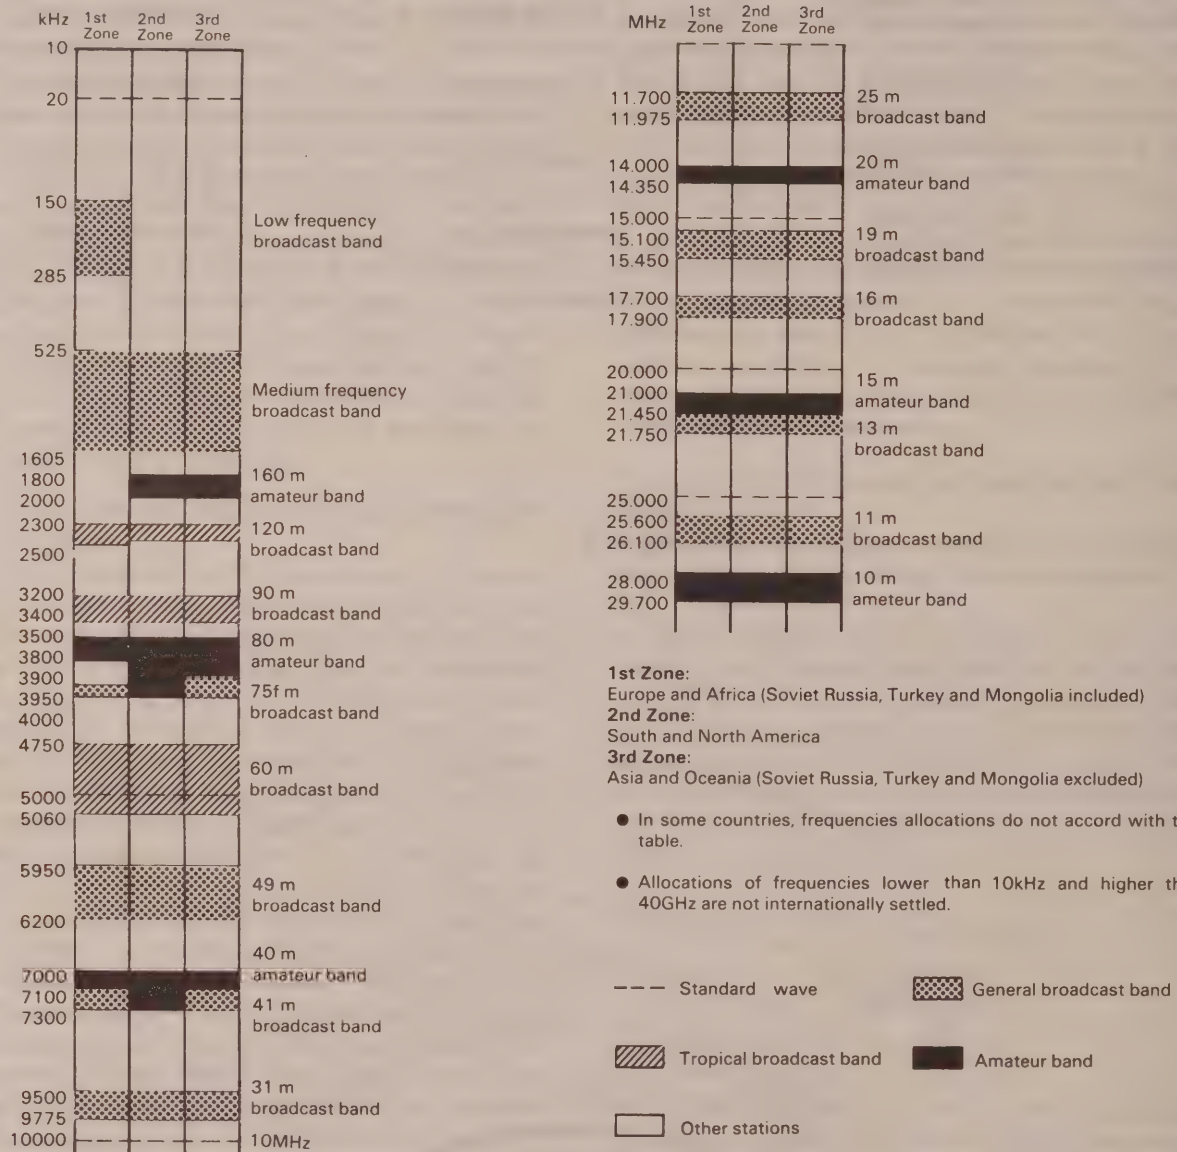 kHz 1st 2nd 3rd
Zone Zone Zone
10
20
150
Low frequency
broadcast band
285
525
Medium frequency
broadcast band
1605
1800
2000
160 m
amateur band
2300
120 m
broadcast band
2500
3200
90 m
3400
broadcast band
3500
80 m
3800
amateur band
3900
75f m
3950
broadcast band
4000
4750
60 m
broadcast band
5000
5060
5950
49 m
broadcast band
6200
40 m
7000
amateur band
7100
41 m
7300
broadcast band
31 m
9500
broadcast band
9775
10000
10MHz
MHz 1st 2nd 3rd
Zone Zone Zone
11.700
25 m
11.975
broadcast band
14.000
20 m
14.350
amateur band
15.000
15.100
19 m
15.450
broadcast band
17.700
16 m
17.900
broadcast band
20.000
15 m
21.000
amateur band
21.450
13 m
21.750
broadcast band
25.000
25.600
11 m
26.100
broadcast band
28.000
10 m
29.700
ameteur band
1st Zone:
Europe and Africa (Soviet Russia, Turkey and Mongolia included)
2nd Zone:
South and North America
3rd Zone:
Asia and Oceania (Soviet Russia, Turkey and Mongolia excluded)
● In some countries, frequencies allocations do not accord with
table.
● Allocations of frequencies lower than 10kHz and higher
40GHz are not internationally settled.
Standard wave
General broadcast band
Tropical broadcast band
Amateur band
Other stations